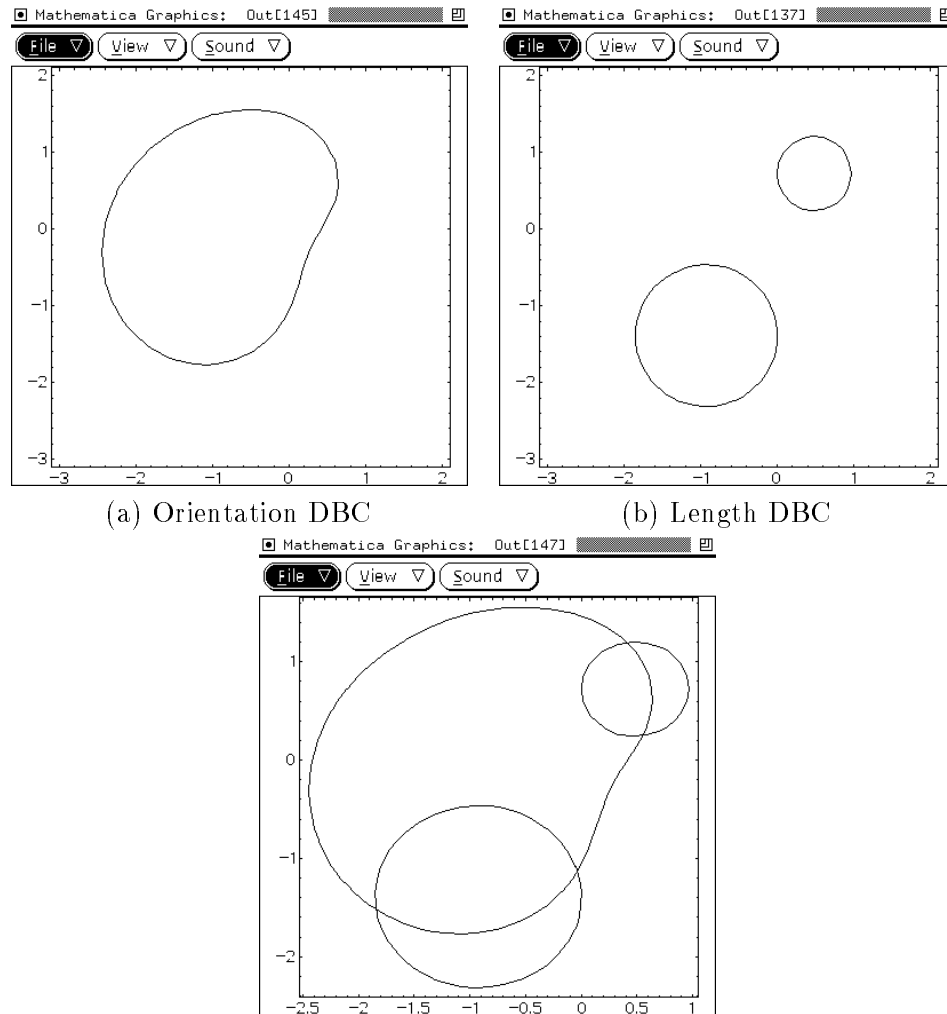 Mathematica Graphics: Out[145]
File View Sound
2
1
0
-1
-2
-3
-3 -2 -1 0 1 2
(a) Orientation DBC
Mathematica Graphics: Out[137]
File View Sound
2
1
0
-1
-2
-3
-3 -2 -1 0 1 2
(b) Length DBC
Mathematica Graphics: Out[147]
File View Sound
1
0
-1
-2
-2.5 -2 -1.5 -1 -0.5 0 0.5 1